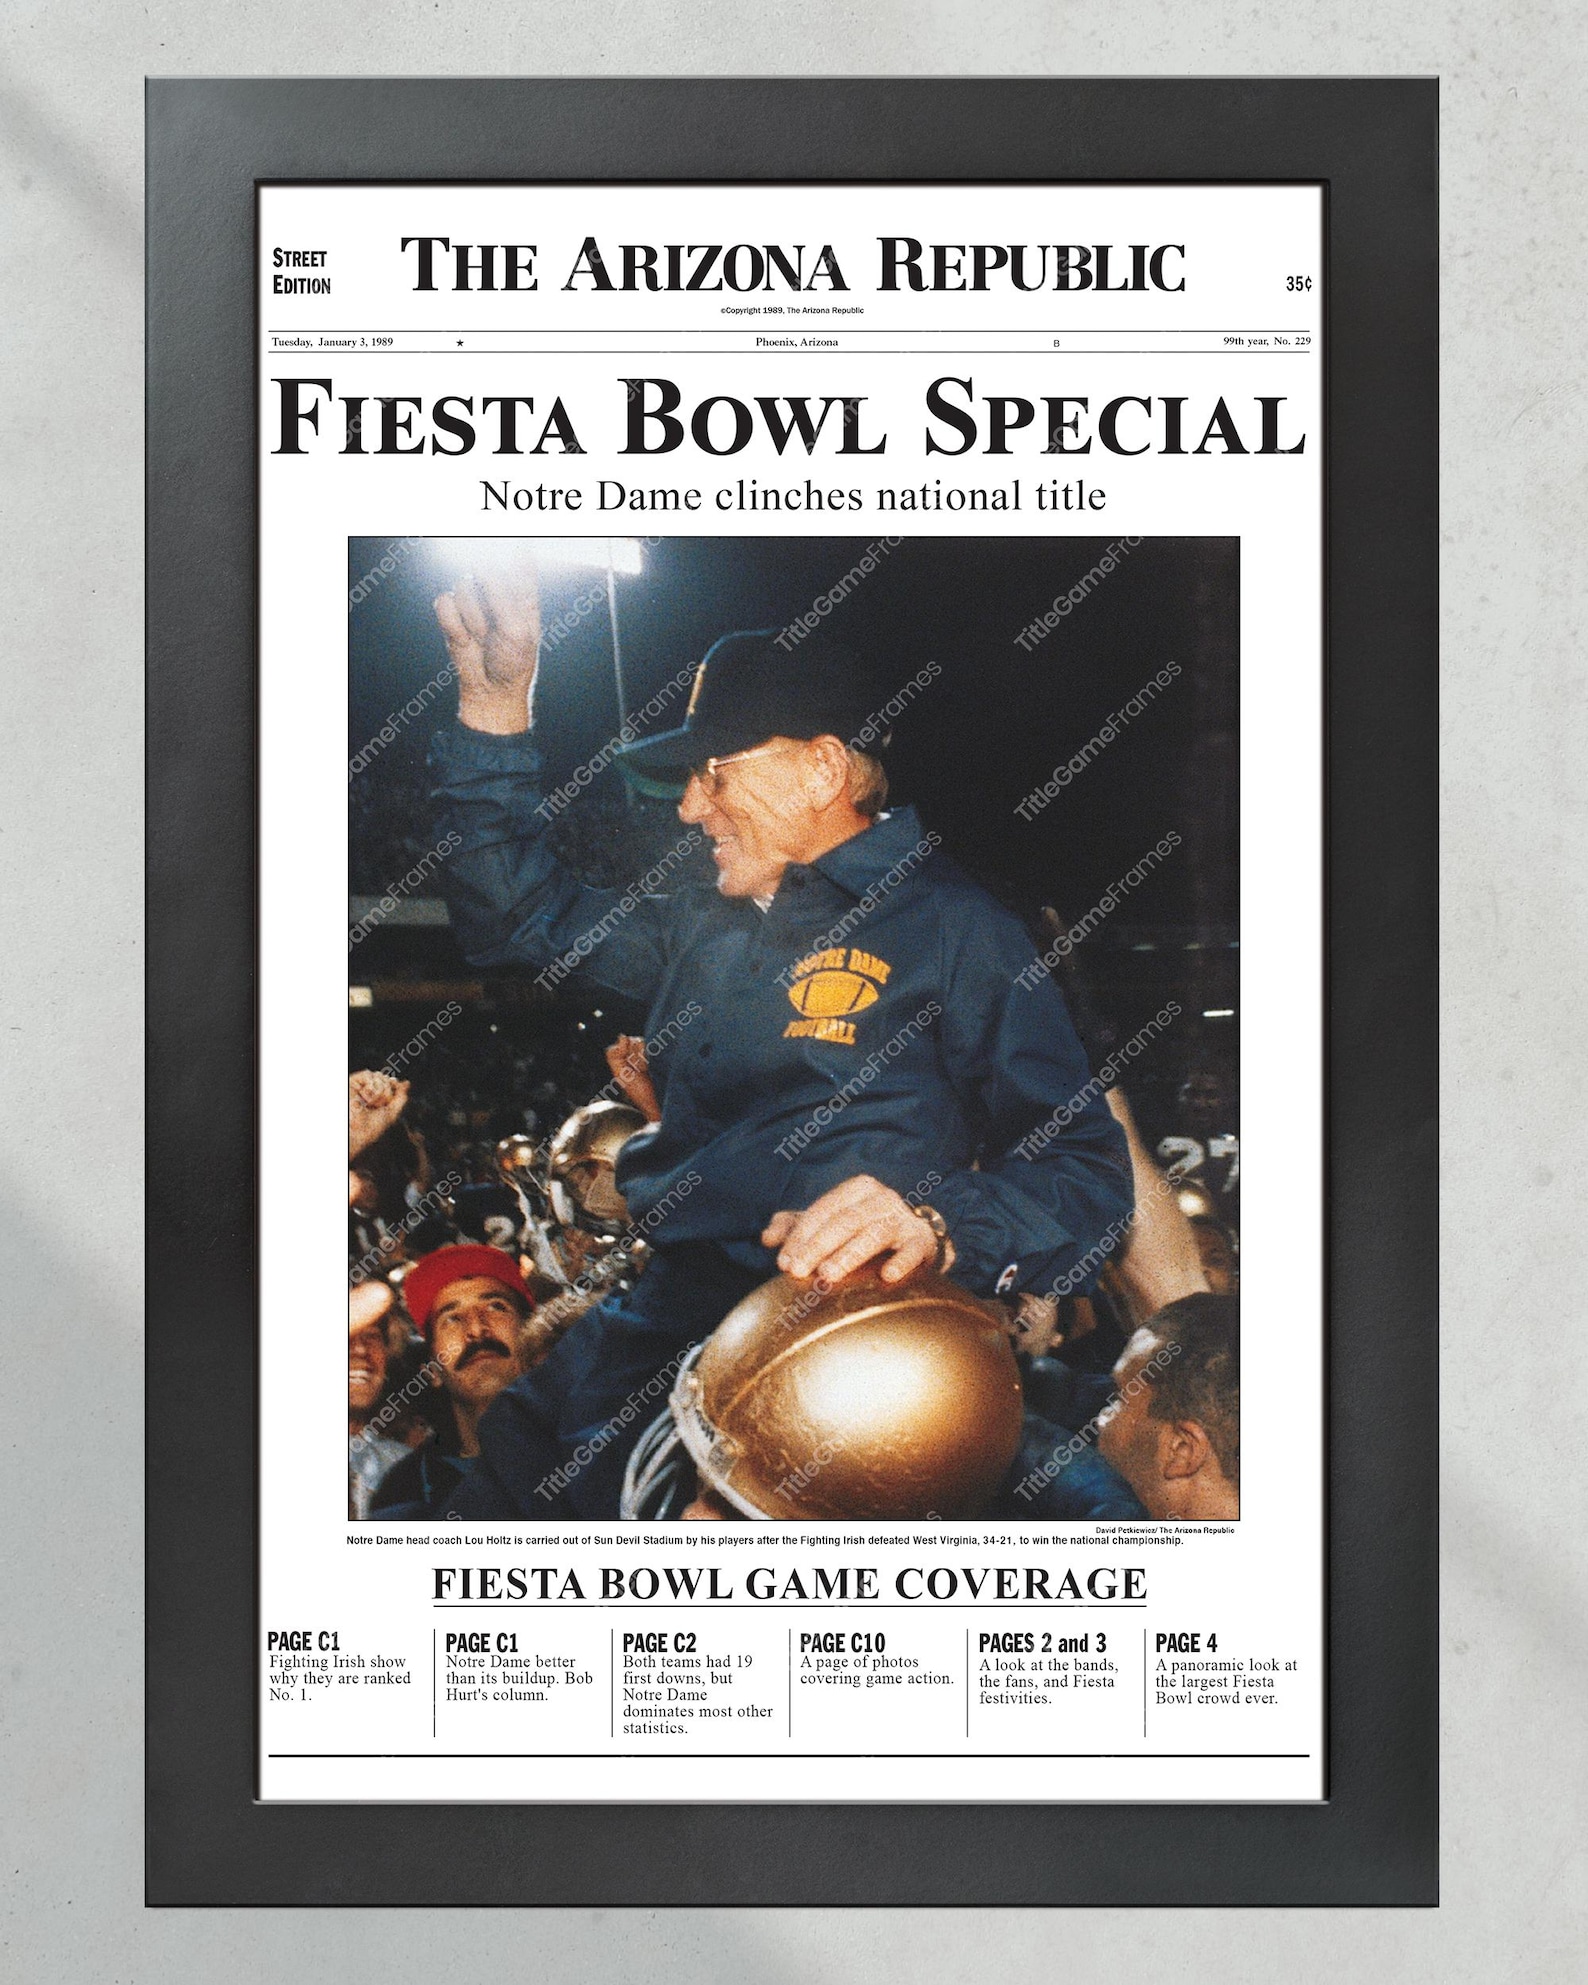 STREET
EDITION
THE ARIZONA REPUBLIC
35¢
©Copyright 1989, The Arizona Republic
Tuesday, January 3, 1989 ★ Phoenix, Arizona B 99th year, No. 229
FIESTA BOWL SPECIAL
Notre Dame clinches national title
NOTRE DAME
FOOTBALL
27
2
TitleGameFrames
David Petkiewicz/ The Arizona Republic
Notre Dame head coach Lou Holtz is carried out of Sun Devil Stadium by his players after the Fighting Irish defeated West Virginia, 34-21, to win the national championship.
FIESTA BOWL GAME COVERAGE
PAGE C1
Fighting Irish show
why they are ranked
No. 1.
PAGE C1
Notre Dame better
than its buildup. Bob
Hurt's column.
PAGE C2
Both teams had 19
first downs, but
Notre Dame
dominates most other
statistics.
PAGE C10
A page of photos
covering game action.
PAGES 2 and 3
A look at the bands,
the fans, and Fiesta
festivities.
PAGE 4
A panoramic look at
the largest Fiesta
Bowl crowd ever.